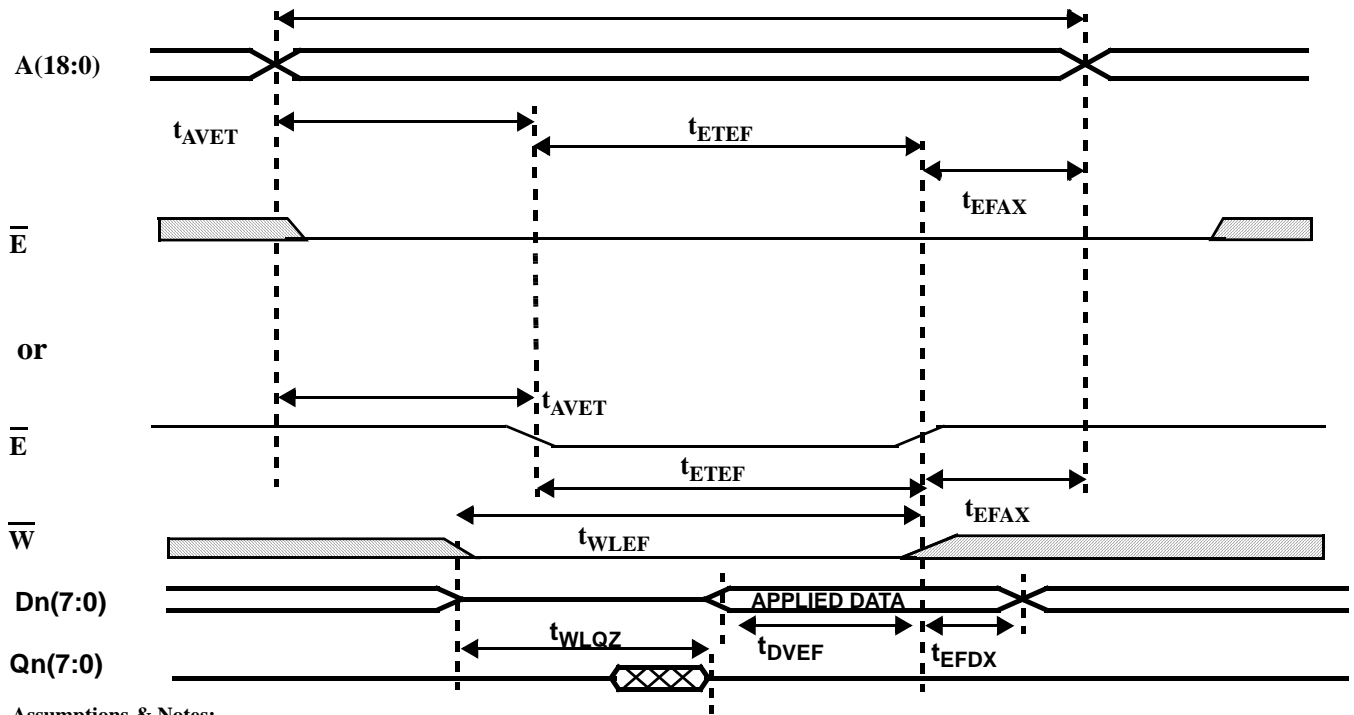 A(18:0)
tAVET
tETEF
tEFAX
E
or
tAVET
E
tETEF
tEFAX
W
tWLEF
Dn(7:0)
APPLIED DATA
tWLQZ
tDVEF
tEFDX
Qn(7:0)
Assumptions & Notes: